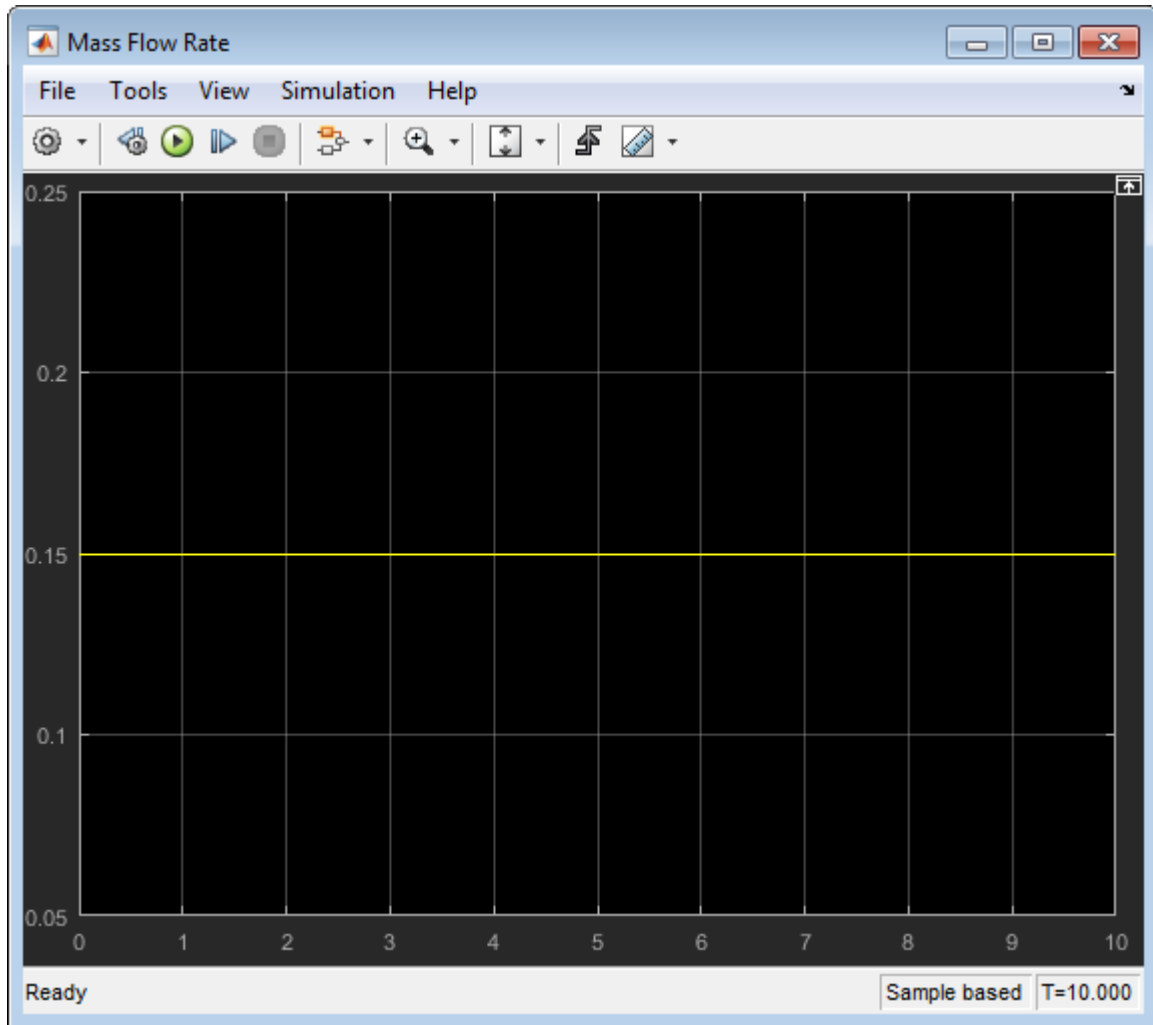 Mass Flow Rate
File Tools View Simulation Help
0.25
0.2
0.15
0.1
0.05
0 1 2 3 4 5 6 7 8 9 10
Ready Sample based T=10.000